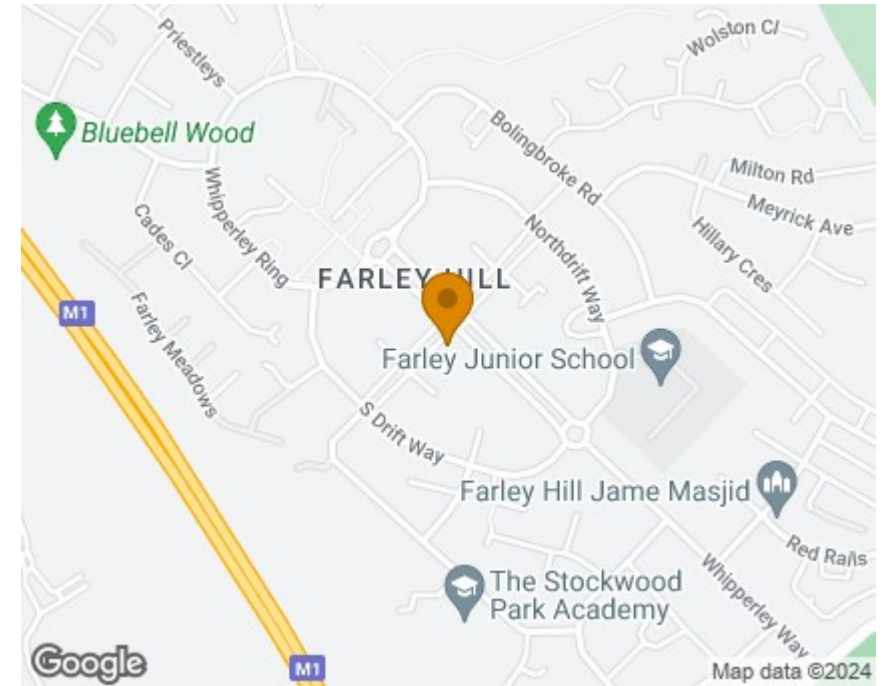 Priestleys
Wolston Cl
Bluebell Wood
Bolingbroke Rd
Milton Rd
Meyrick Ave
Whipperley Ring
Cades Cl
Northdrift Way
Hillary Cres
FARLEY HILL
M1
Farley Meadows
Farley Junior School
S Drift Way
Farley Hill Jame Masjid
Red Rails
The Stockwood
Park Academy
Whipperley Way
Google
M1
Map data ©2024